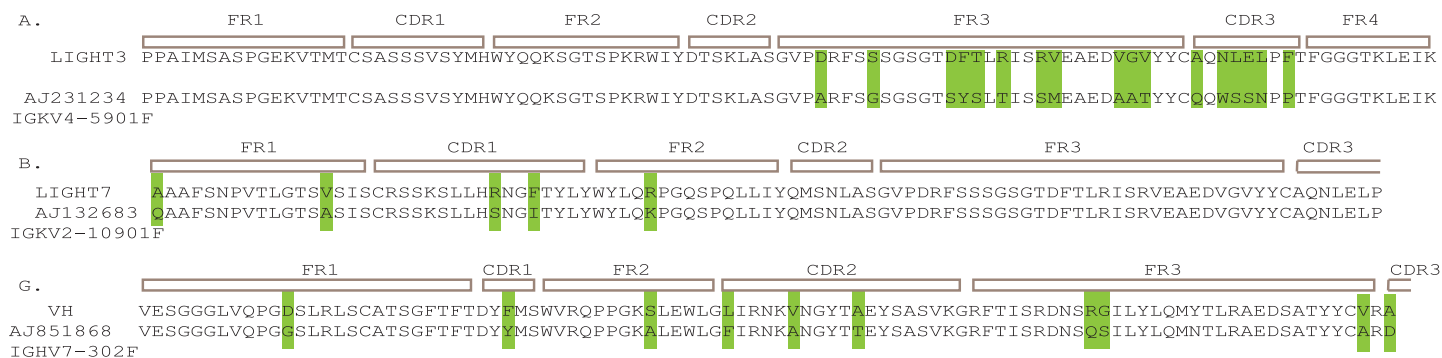 A. FR1 CDR1 FR2 CDR2 FR3 CDR3 FR4
LIGHT3 PPAIMSASPGEKVTMTCSASSSVSYMHWYQQKSGTSPKRWIYDTSKLASGVPDRFSSSGSGTDFTLRISRVEAEDVGVYYCAQNLELPFTFGGGTKLEIK
AJ231234 PPAIMSASPGEKVTMTCSASSSVSYMHWYQQKSGTSPKRWIYDTSKLASGVPARFSGSGSGTSYSLTISSMEAEDAATYYCQQWSSNPPTFGGGTKLEIK
IGKV4-5901F
B. FR1 CDR1 FR2 CDR2 FR3 CDR3
LIGHT7 AAAFSNPVTLGTSVSISCRSSKSLLHRNGFTYLYWYLQRPGQSPQLLIYQMSNLASGVPDRFSSSGSGTDFTLRISRVEAEDVGVYYCAQNLELP
AJ132683 QAAFSNPVTLGTSASISCRSSKSLLHSNGITYLYWYLQKPGQSPQLLIYQMSNLASGVPDRFSSSGSGTDFTLRISRVEAEDVGVYYCAQNLELP
IGKV2-10901F
G. FR1 CDR1 FR2 CDR2 FR3 CDR3
VH VESGGGLVQPGDSLRLSCATSGFTFTDYFMSWVRQPPGKSLEWLGLIRNKVNGYTAEYSASVKGRFTISRDNSRGILYLQMYTLRAEDSATYYCVRA
AJ851868 VESGGGLVQPGGSLRLSCATSGFTFTDYYMSWVRQPPGKALEWLGFIRNKANGYTTEYSASVKGRFTISRDNSQSILYLQMNTLRAEDSATYYCARD
IGHV7-302F